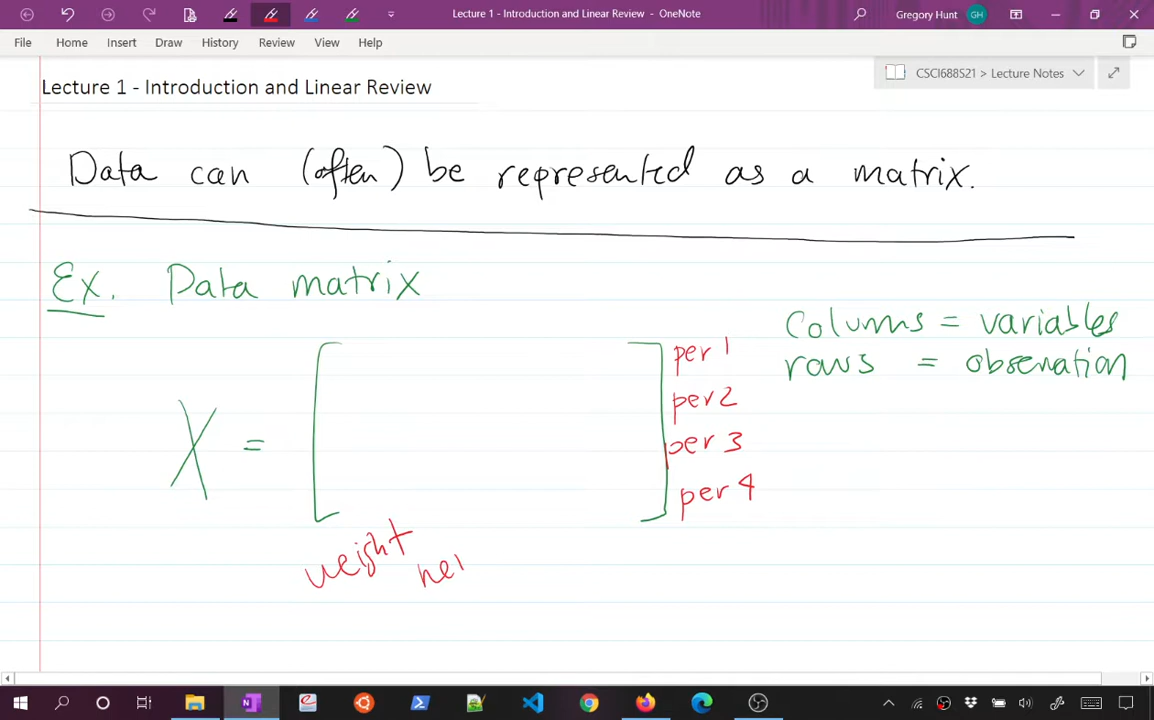 Lecture 1 - Introduction and Linear Review - OneNote
Gregory Hunt
GH
File Home Insert Draw History Review View Help
CSCI688S21 > Lecture Notes
Lecture 1 - Introduction and Linear Review
Data can (often) be represented as a matrix.
Ex. Data matrix
Columns = variables
rows = observation
X =
per 1
per 2
per 3
per 4
weight
hei